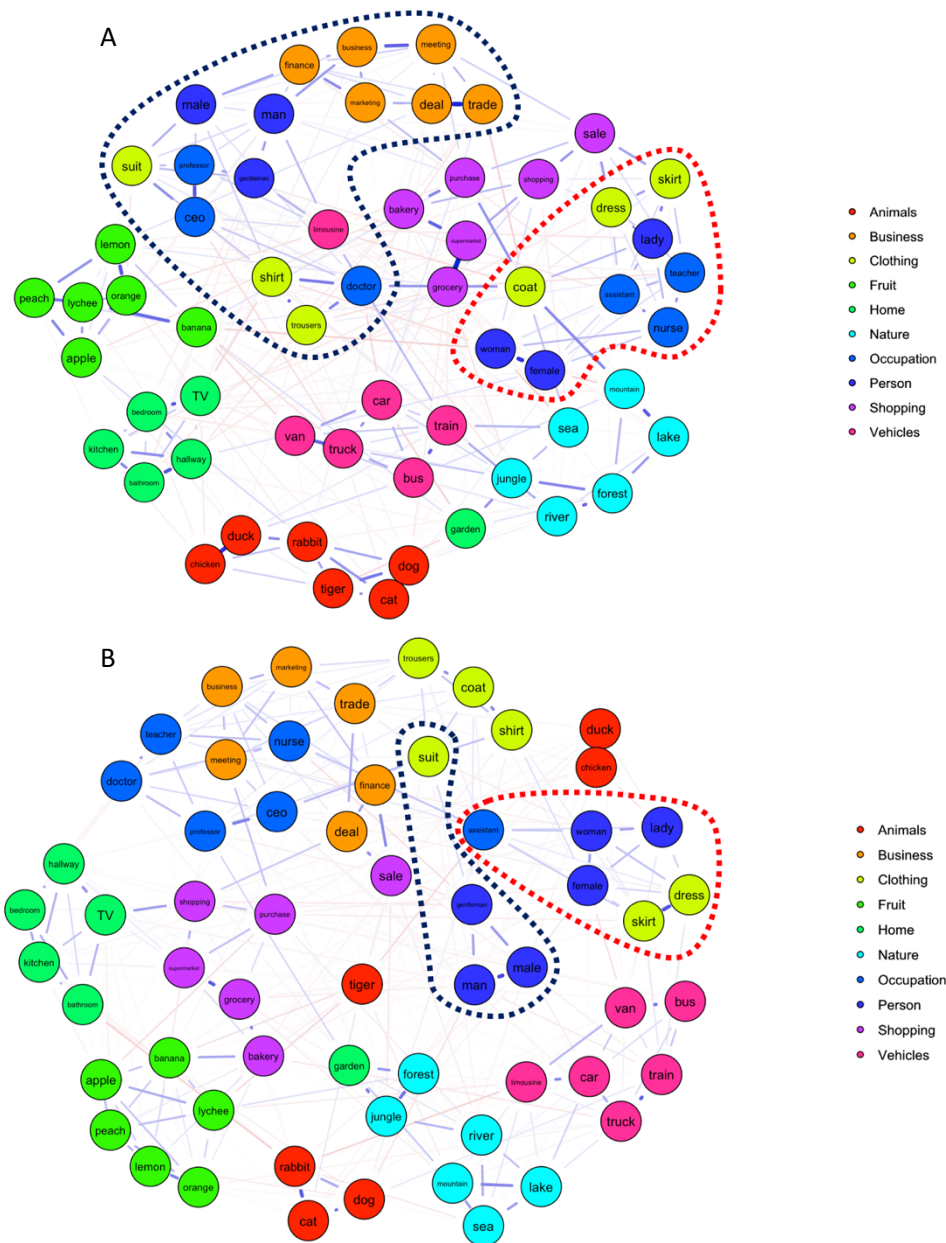 A
business
meeting
finance
male
man
marketing
deal
trade
sale
suit
professor
gentleman
purchase
shopping
skirt
bakery
dress
ceo
limousine
supermarket
lady
lemon
teacher
shirt
doctor
grocery
coat
assistant
peach
lychee
orange
banana
trousers
nurse
apple
woman
female
TV
mountain
bedroom
car
kitchen
van
train
sea
lake
hallway
truck
bathroom
bus
jungle
forest
river
garden
duck
rabbit
chicken
dog
tiger
cat
Animals
Business
Clothing
Fruit
Home
Nature
Occupation
Person
Shopping
Vehicles
B
trousers
marketing
business
coat
trade
teacher
nurse
shirt
duck
meeting
suit
chicken
doctor
finance
ceo
professor
deal
assistant
woman
lady
hallway
sale
female
dress
bedroom
TV
shopping
purchase
gentleman
skirt
kitchen
supermarket
man
male
bathroom
grocery
tiger
van
bus
banana
bakery
apple
garden
forest
limousine
car
train
peach
lychee
jungle
truck
river
lemon
rabbit
orange
dog
mountain
lake
cat
sea
Animals
Business
Clothing
Fruit
Home
Nature
Occupation
Person
Shopping
Vehicles